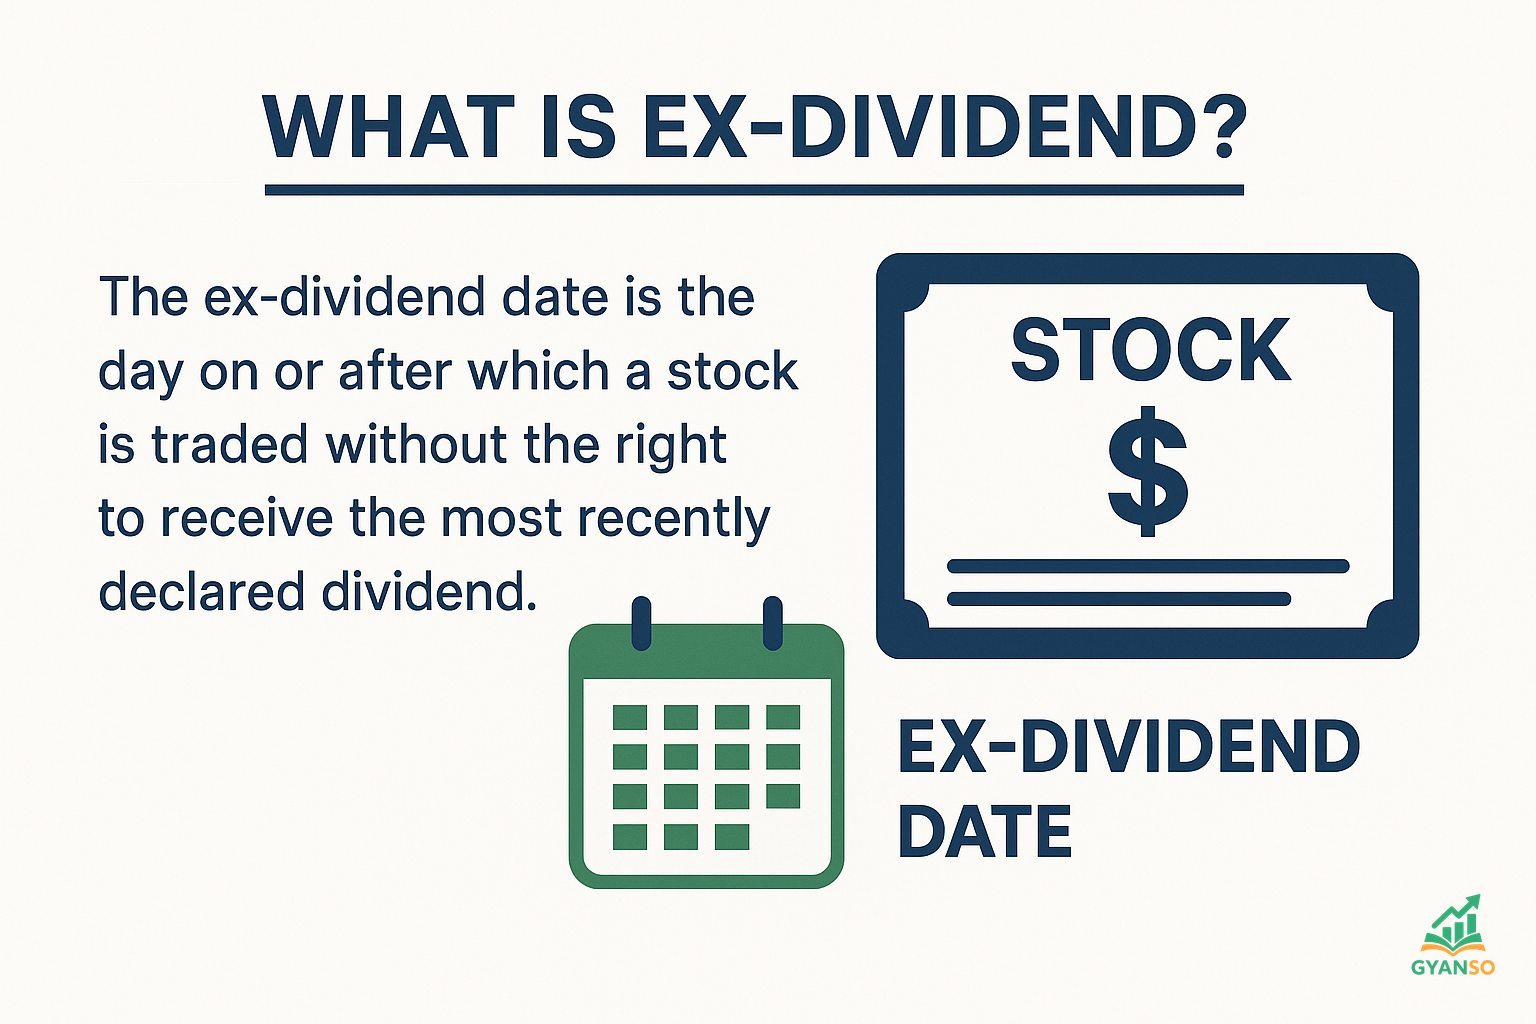 WHAT IS EX-DIVIDEND?
The ex-dividend date is the
day on or after which a stock
is traded without the right
to receive the most recently
declared dividend.
STOCK
$
EX-DIVIDEND
DATE
GYANSO